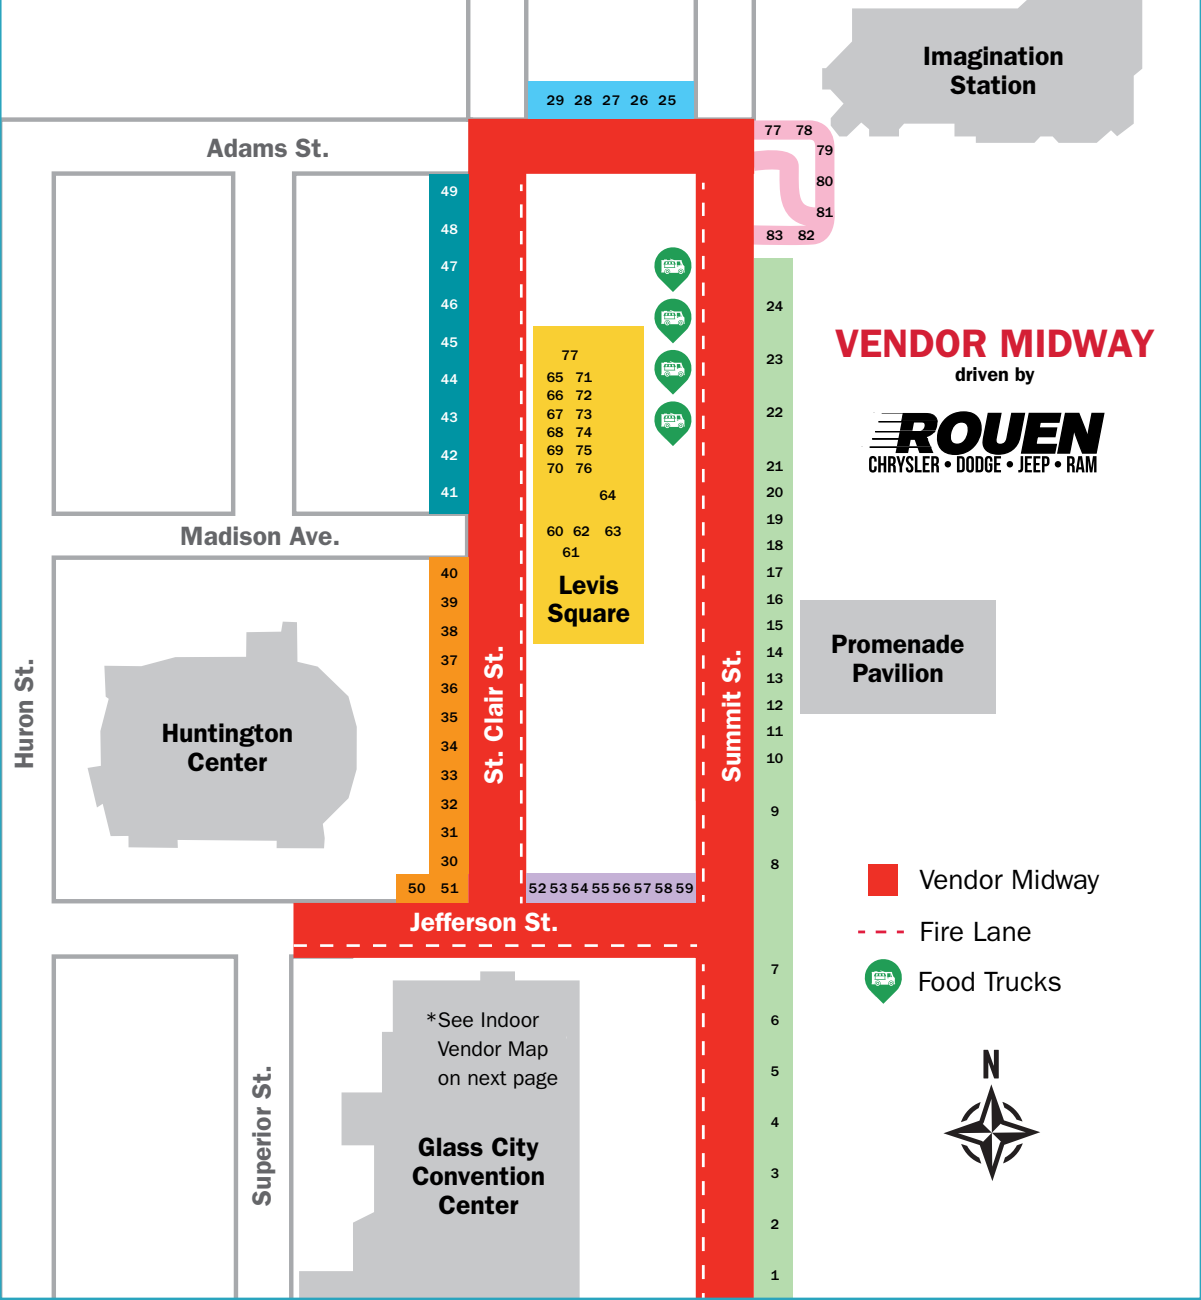 Imagination
Station
29 28 27 26 25
77 78
79
80
81
83 82
Adams St.
49
48
47
46
45
44
43
42
41
24
23
22
21
20
19
18
17
16
15
14
13
12
11
10
9
8
7
6
5
4
3
2
1
77
65 71
66 72
67 73
68 74
69 75
70 76
64
60 62 63
61
Levis
Square
VENDOR MIDWAY
driven by
ROUEN
CHRYSLER • DODGE • JEEP • RAM
Madison Ave.
40
39
38
37
36
35
34
33
32
31
30
50 51
52 53 54 55 56 57 58 59
Huron St.
Huntington
Center
St. Clair St.
Summit St.
Promenade
Pavilion
Jefferson St.
Vendor Midway
Fire Lane
Food Trucks
N
Superior St.
*See Indoor
Vendor Map
on next page
Glass City
Convention
Center